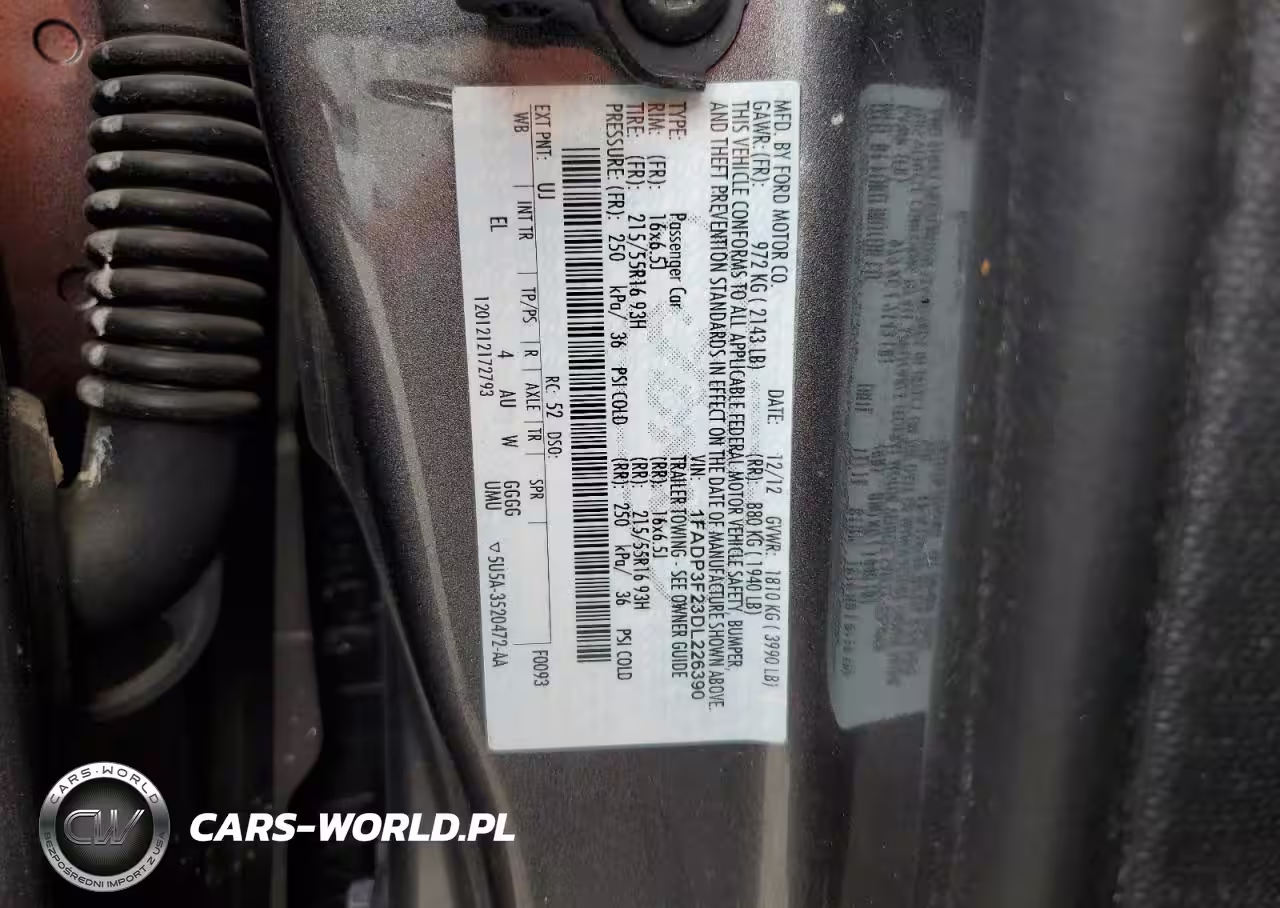 MFD. BY FORD MOTOR CO. DATE: 12/12 GVWR: 1810 KG ( 3990 LB)
GAWR: (FR): 972 KG ( 2143 LB) (RR): 880 KG ( 1940 LB)
THIS VEHICLE CONFORMS TO ALL APPLICABLE FEDERAL MOTOR VEHICLE SAFETY, BUMPER,
AND THEFT PREVENTION STANDARDS IN EFFECT ON THE DATE OF MANUFACTURE SHOWN ABOVE.
VIN: 1FADP3F23DL226390
TYPE: Passenger Car TRAILER TOWING - SEE OWNER GUIDE
RIM: (FR): 16x6.5J (RR): 16x6.5J
TIRE: (FR): 215/55R16 93H (RR): 215/55R16 93H
PRESSURE: (FR): 250 kPa/ 36 PSI COLD (RR): 250 kPa/ 36 PSI COLD
RC: 52 DSO: F0093
EXT PNT: UJ
WB INT TR TP/PS R AXLE TR SPR
EL 4 AU W GGGG
UMU
▽5U5A-3520472-AA
1201212172793
CARS-WORLD
CW
BEZPOŚREDNI IMPORT Z USA
CARS-WORLD.PL